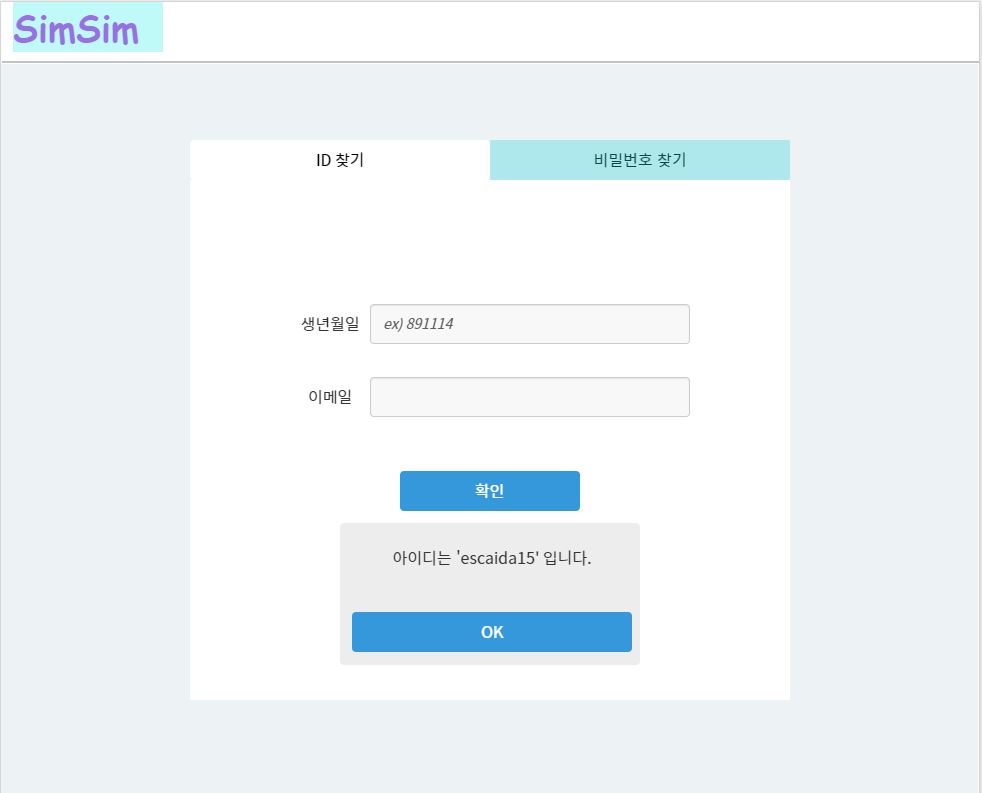 SimSim
ID 찾기
비밀번호 찾기
생년월일
ex) 891114
이메일
확인
아이디는 'escaida15' 입니다.
OK